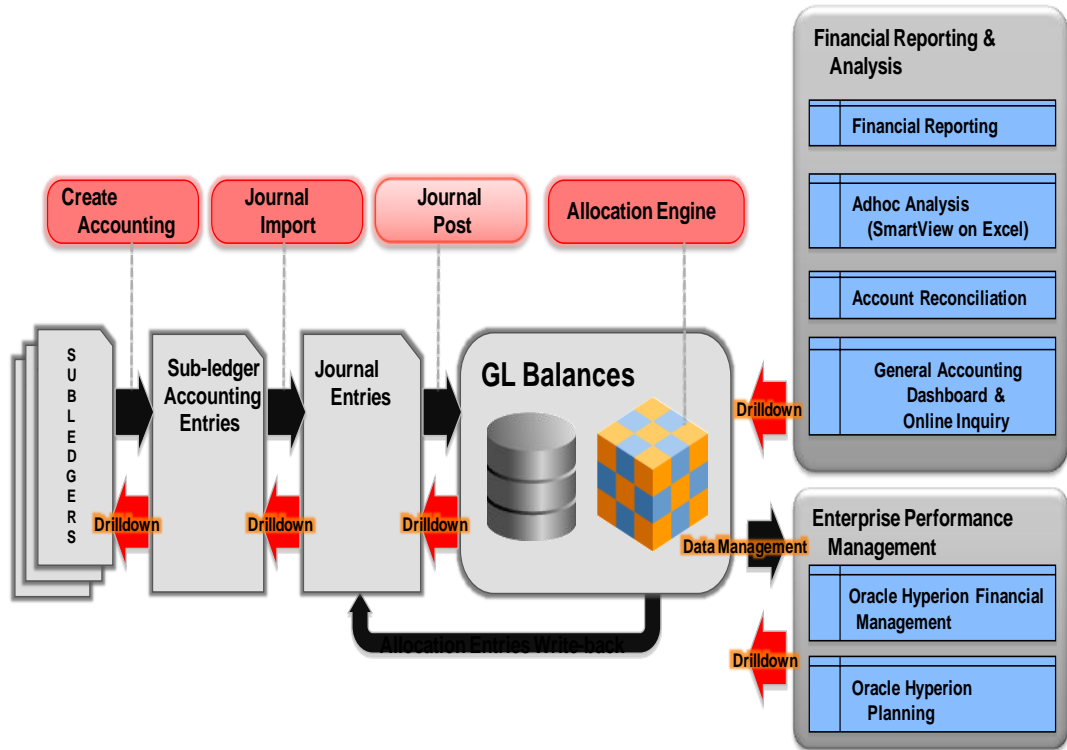 Financial Reporting &
Analysis
Financial Reporting
Adhoc Analysis
(SmartView on Excel)
Account Reconciliation
General Accounting
Dashboard &
Online Inquiry
Create
Accounting
Journal
Import
Journal
Post
Allocation Engine
SUBLEDGERS
Sub-ledger
Accounting
Entries
Journal
Entries
GL Balances
Drilldown
Drilldown
Drilldown
Drilldown
Data Management
Allocation Entries Write-back
Enterprise Performance
Management
Oracle Hyperion Financial
Management
Drilldown
Oracle Hyperion
Planning